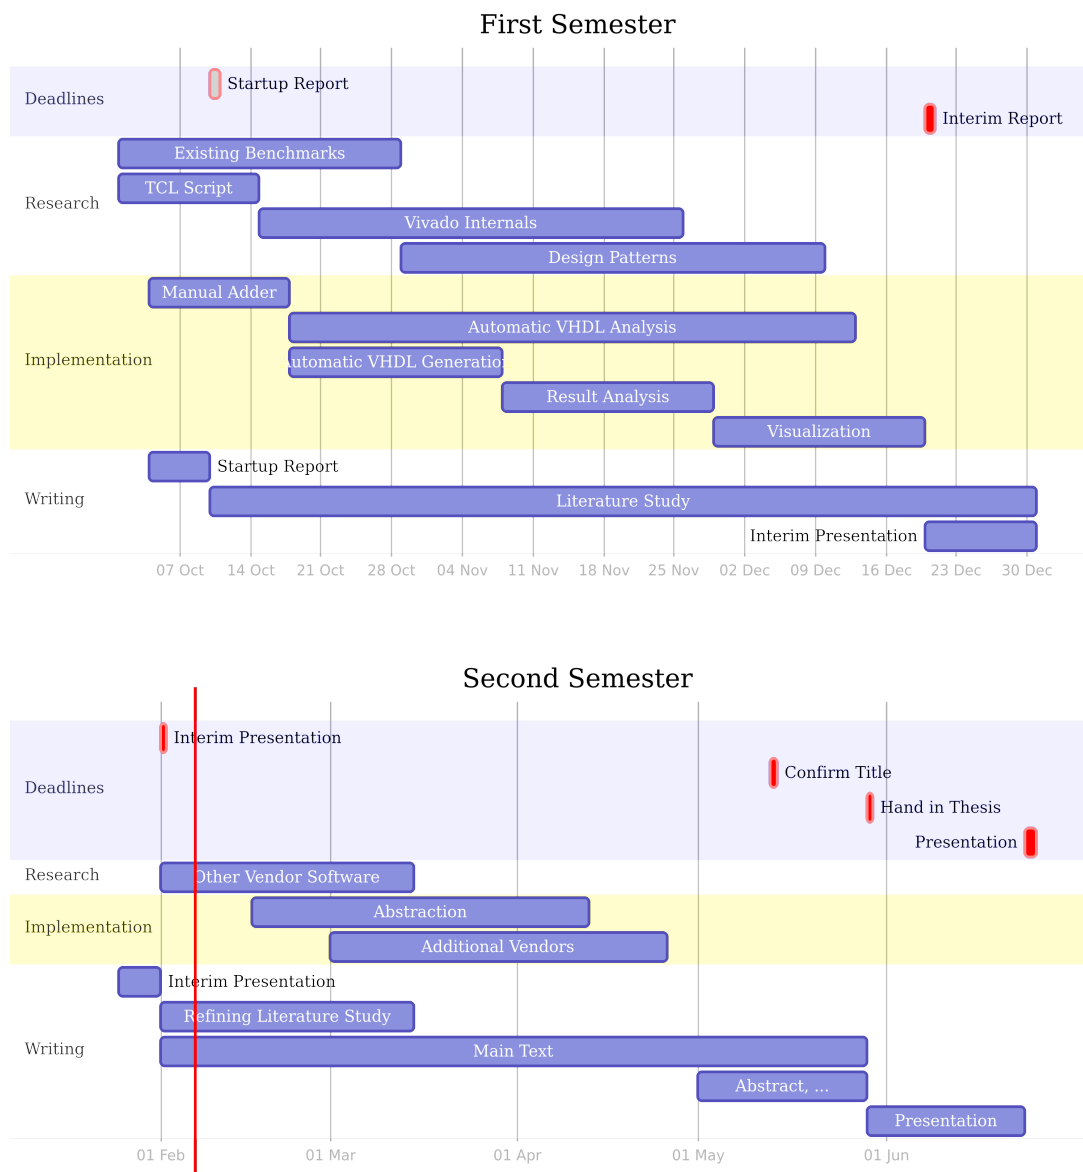 First Semester
Deadlines
Startup Report
Interim Report
Research
Existing Benchmarks
TCL Script
Vivado Internals
Design Patterns
Implementation
Manual Adder
Automatic VHDL Analysis
Automatic VHDL Generation
Result Analysis
Visualization
Writing
Startup Report
Literature Study
Interim Presentation
07 Oct 14 Oct 21 Oct 28 Oct 04 Nov 11 Nov 18 Nov 25 Nov 02 Dec 09 Dec 16 Dec 23 Dec 30 Dec
Second Semester
Deadlines
Interim Presentation
Confirm Title
Hand in Thesis
Presentation
Research
Other Vendor Software
Implementation
Abstraction
Additional Vendors
Writing
Interim Presentation
Refining Literature Study
Main Text
Abstract, ...
Presentation
01 Feb 01 Mar 01 Apr 01 May 01 Jun